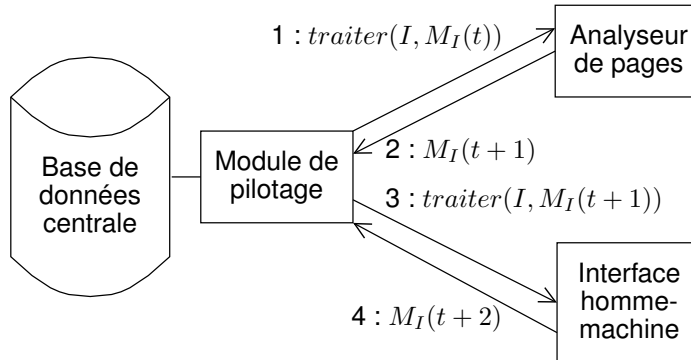 1 : traiter(I, M_I(t))
Analyseur
de pages
Base de
données
centrale
Module de
pilotage
2 : M_I(t + 1)
3 : traiter(I, M_I(t + 1))
4 : M_I(t + 2)
Interface
homme-
machine